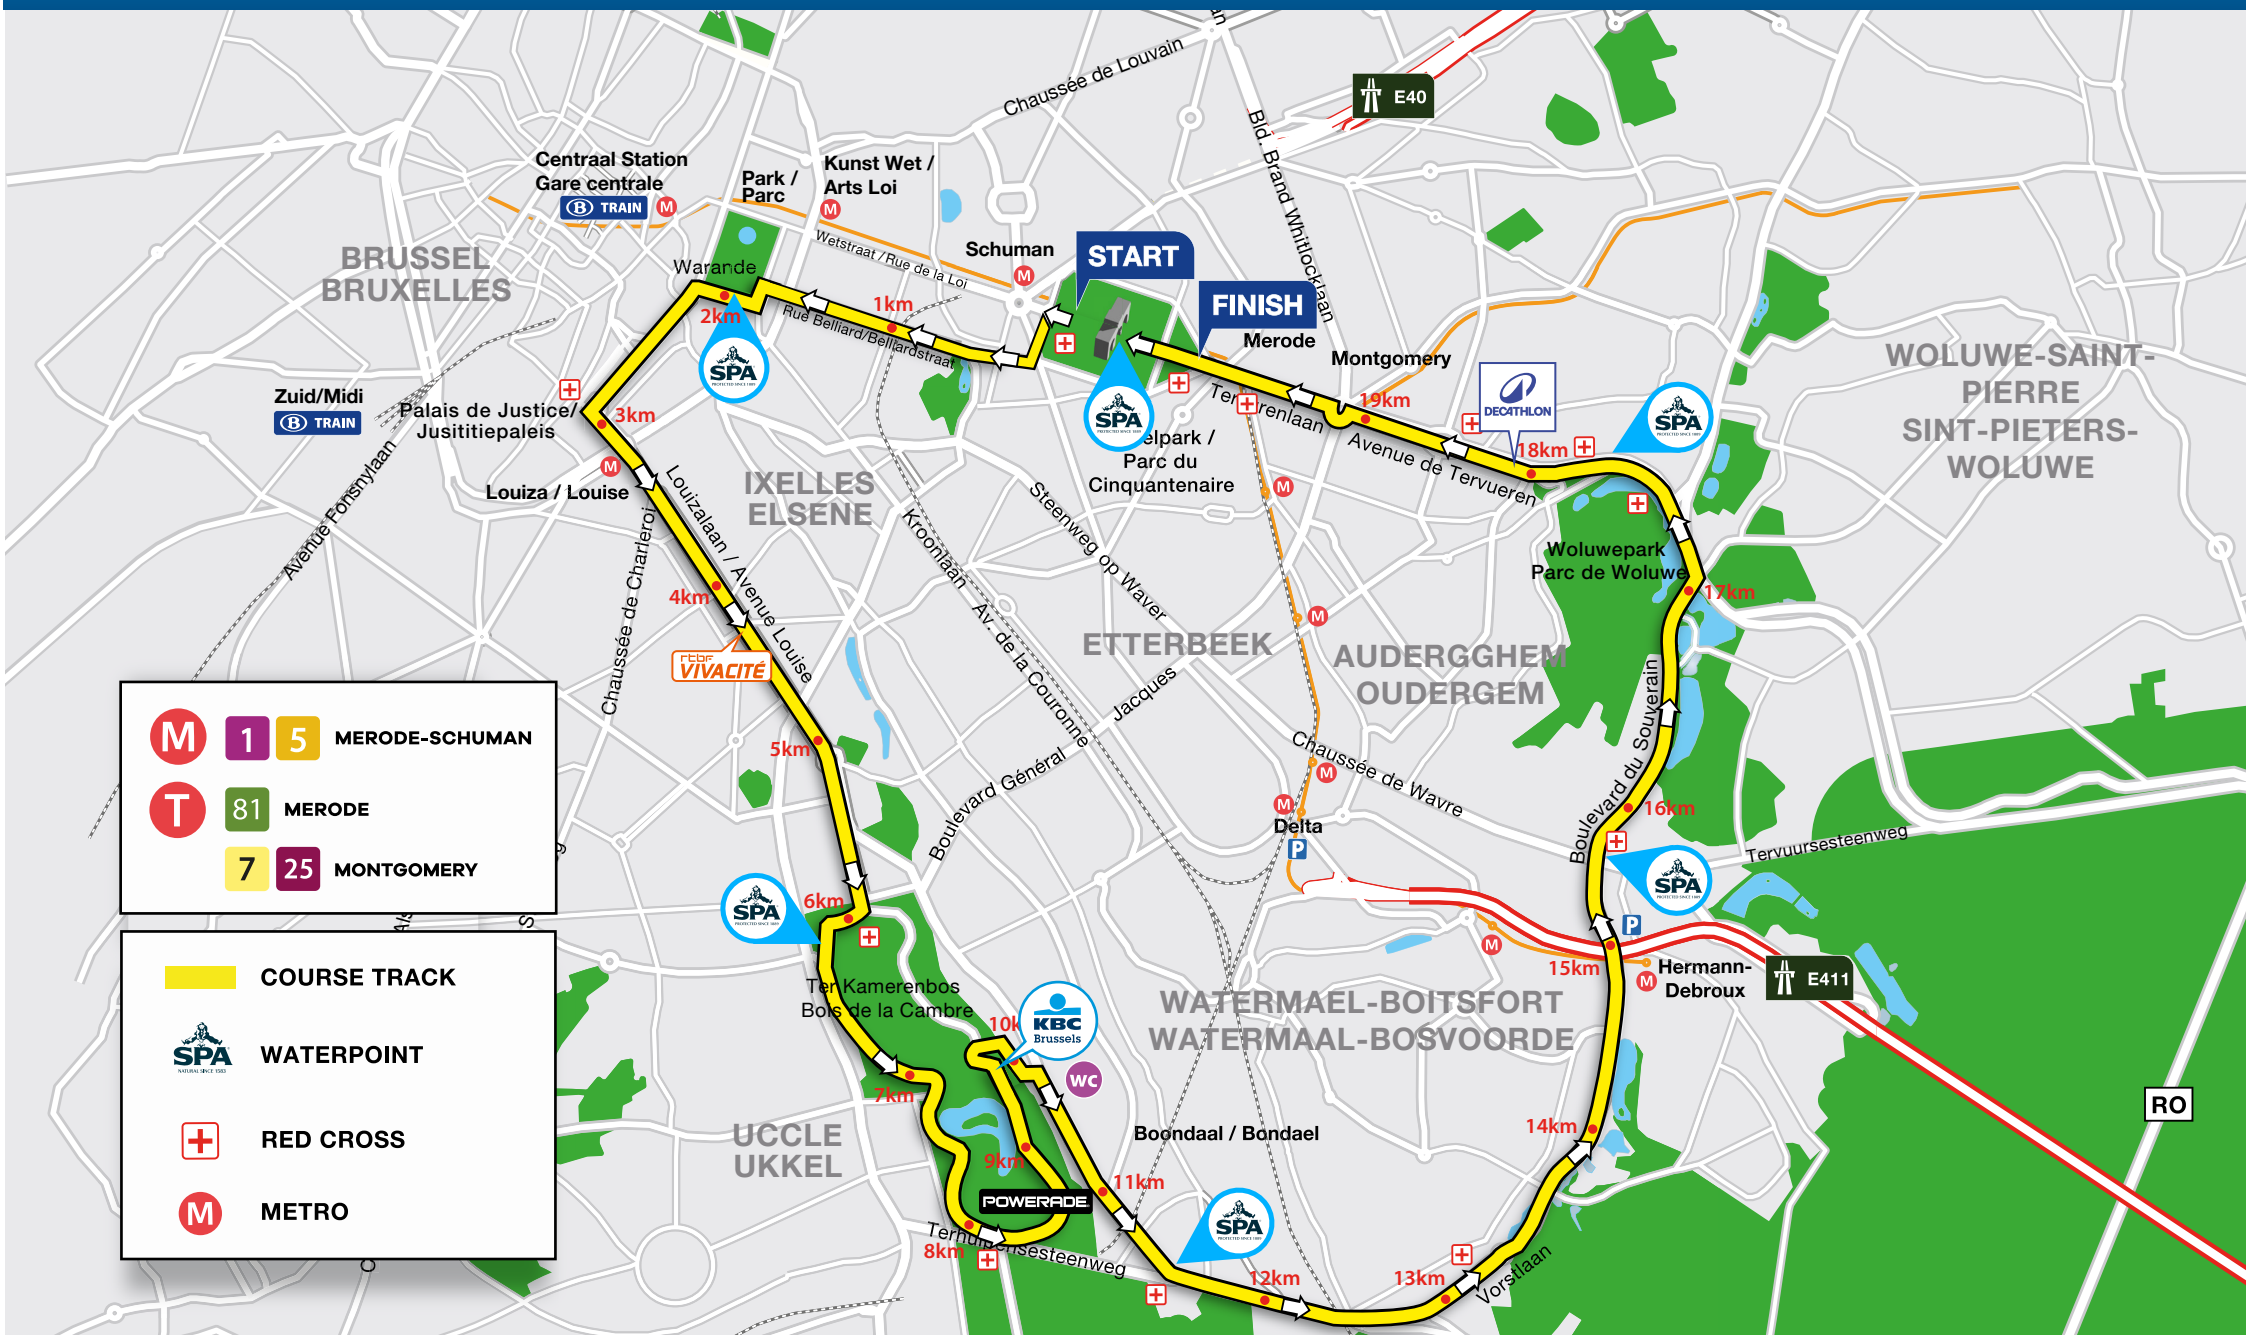 Chaussée de Louvain
E40
Bld. Brand Whitlocklaan
Centraal Station
Gare centrale
B TRAIN
M
Park /
Parc
Kunst Wet /
Arts Loi
M
Wetstraat / Rue de la Loi
Schuman
M
START
FINISH
Merode
BRUSSEL
BRUXELLES
Warande
1km
2km
Rue Belliard/Belliardstraat
SPA
Montgomery
DECATHLON
SPA
WOLUWE-SAINT-
PIERRE
SINT-PIETERS-
WOLUWE
Zuid/Midi
B TRAIN
Palais de Justice/
Jusititiepaleis
3km
M
Louiza / Louise
SPA
elpark /
Parc du
Cinquantenaire
19km
18km
Avenue de Tervueren
M
Avenue Fonsnylaan
IXELLES
ELSENE
Louizalaan / Avenue Louise
Chaussée de Charleroi
Kroonlaan
Av. de la Couronne
Steenweg op Waver
Woluwepark
Parc de Woluwe
17km
4km
rtbf
VIVACITÉ
M
ETTERBEEK
AUDERGGHEM
OUDERGEM
Boulevard Général
Jacques
5km
Chaussée de Wavre
M
M
Delta
P
Boulevard du Souverain
16km
Tervuursesteenweg
SPA
M 1 5 MERODE-SCHUMAN
T 81 MERODE
7 25 MONTGOMERY
6km
SPA
P
M
15km
M
Hermann-
Debroux
E411
Ter Kamerenbos
Bois de la Cambre
WATERMAEL-BOITSFORT
WATERMAAL-BOSVOORDE
KBC
Brussels
WC
7km
COURSE TRACK
SPA WATERPOINT
RED CROSS
M METRO
RO
UCCLE
UKKEL
Boondaal / Bondael
14km
9km
11km
POWERADE
8km
Terhulpensesteenweg
SPA
12km
13km
Vorstlaan